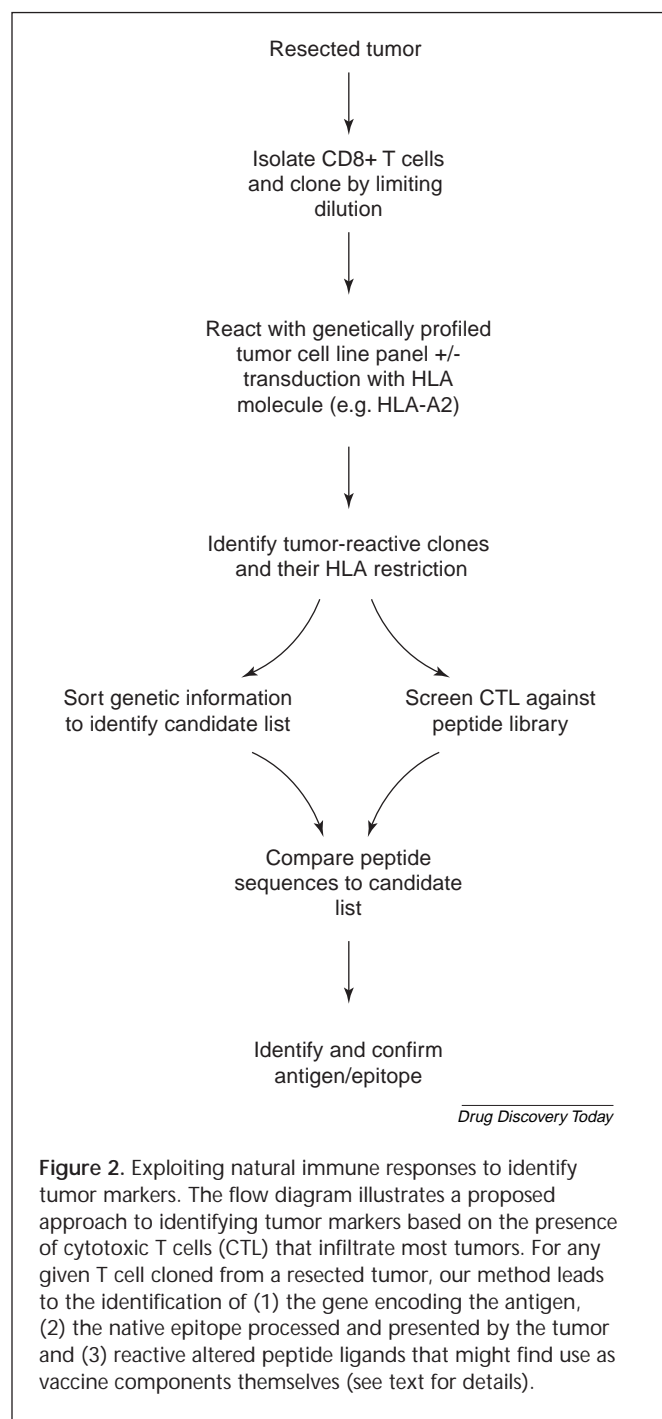 Resected tumor
Isolate CD8+ T cells
and clone by limiting
dilution
React with genetically profiled
tumor cell line panel +/-
transduction with HLA
molecule (e.g. HLA-A2)
Identify tumor-reactive clones
and their HLA restriction
Sort genetic information
to identify candidate list
Screen CTL against
peptide library
Compare peptide
sequences to candidate
list
Identify and confirm
antigen/epitope
Drug Discovery Today
Figure 2. Exploiting natural immune responses to identify
tumor markers. The flow diagram illustrates a proposed
approach to identifying tumor markers based on the presence
of cytotoxic T cells (CTL) that infiltrate most tumors. For any
given T cell cloned from a resected tumor, our method leads
to the identification of (1) the gene encoding the antigen,
(2) the native epitope processed and presented by the tumor
and (3) reactive altered peptide ligands that might find use as
vaccine components themselves (see text for details).